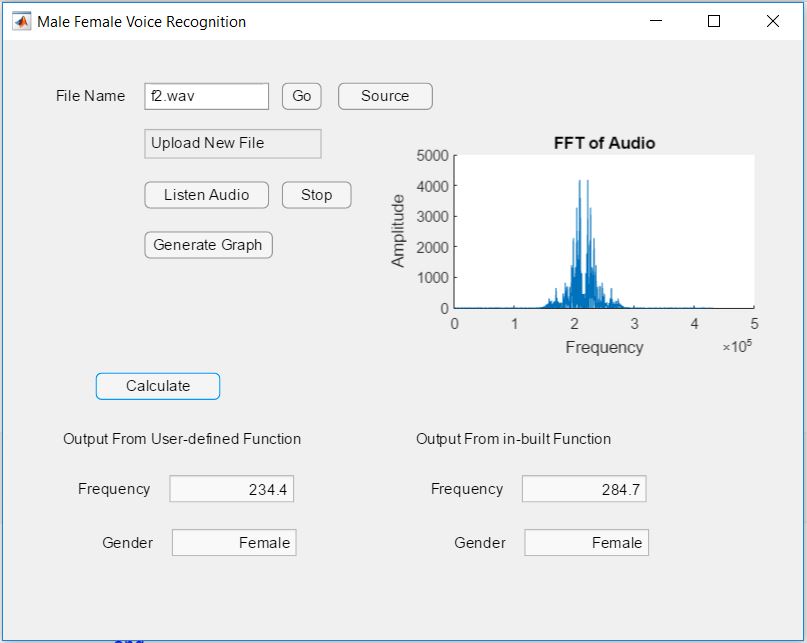 Male Female Voice Recognition
File Name f2.wav Go Source
Upload New File
Listen Audio Stop
Generate Graph
FFT of Audio
5000
4000
3000
2000
1000
0
Amplitude
0 1 2 3 4 5
Frequency ×10⁵
Calculate
Output From User-defined Function Output From in-built Function
Frequency 234.4 Frequency 284.7
Gender Female Gender Female